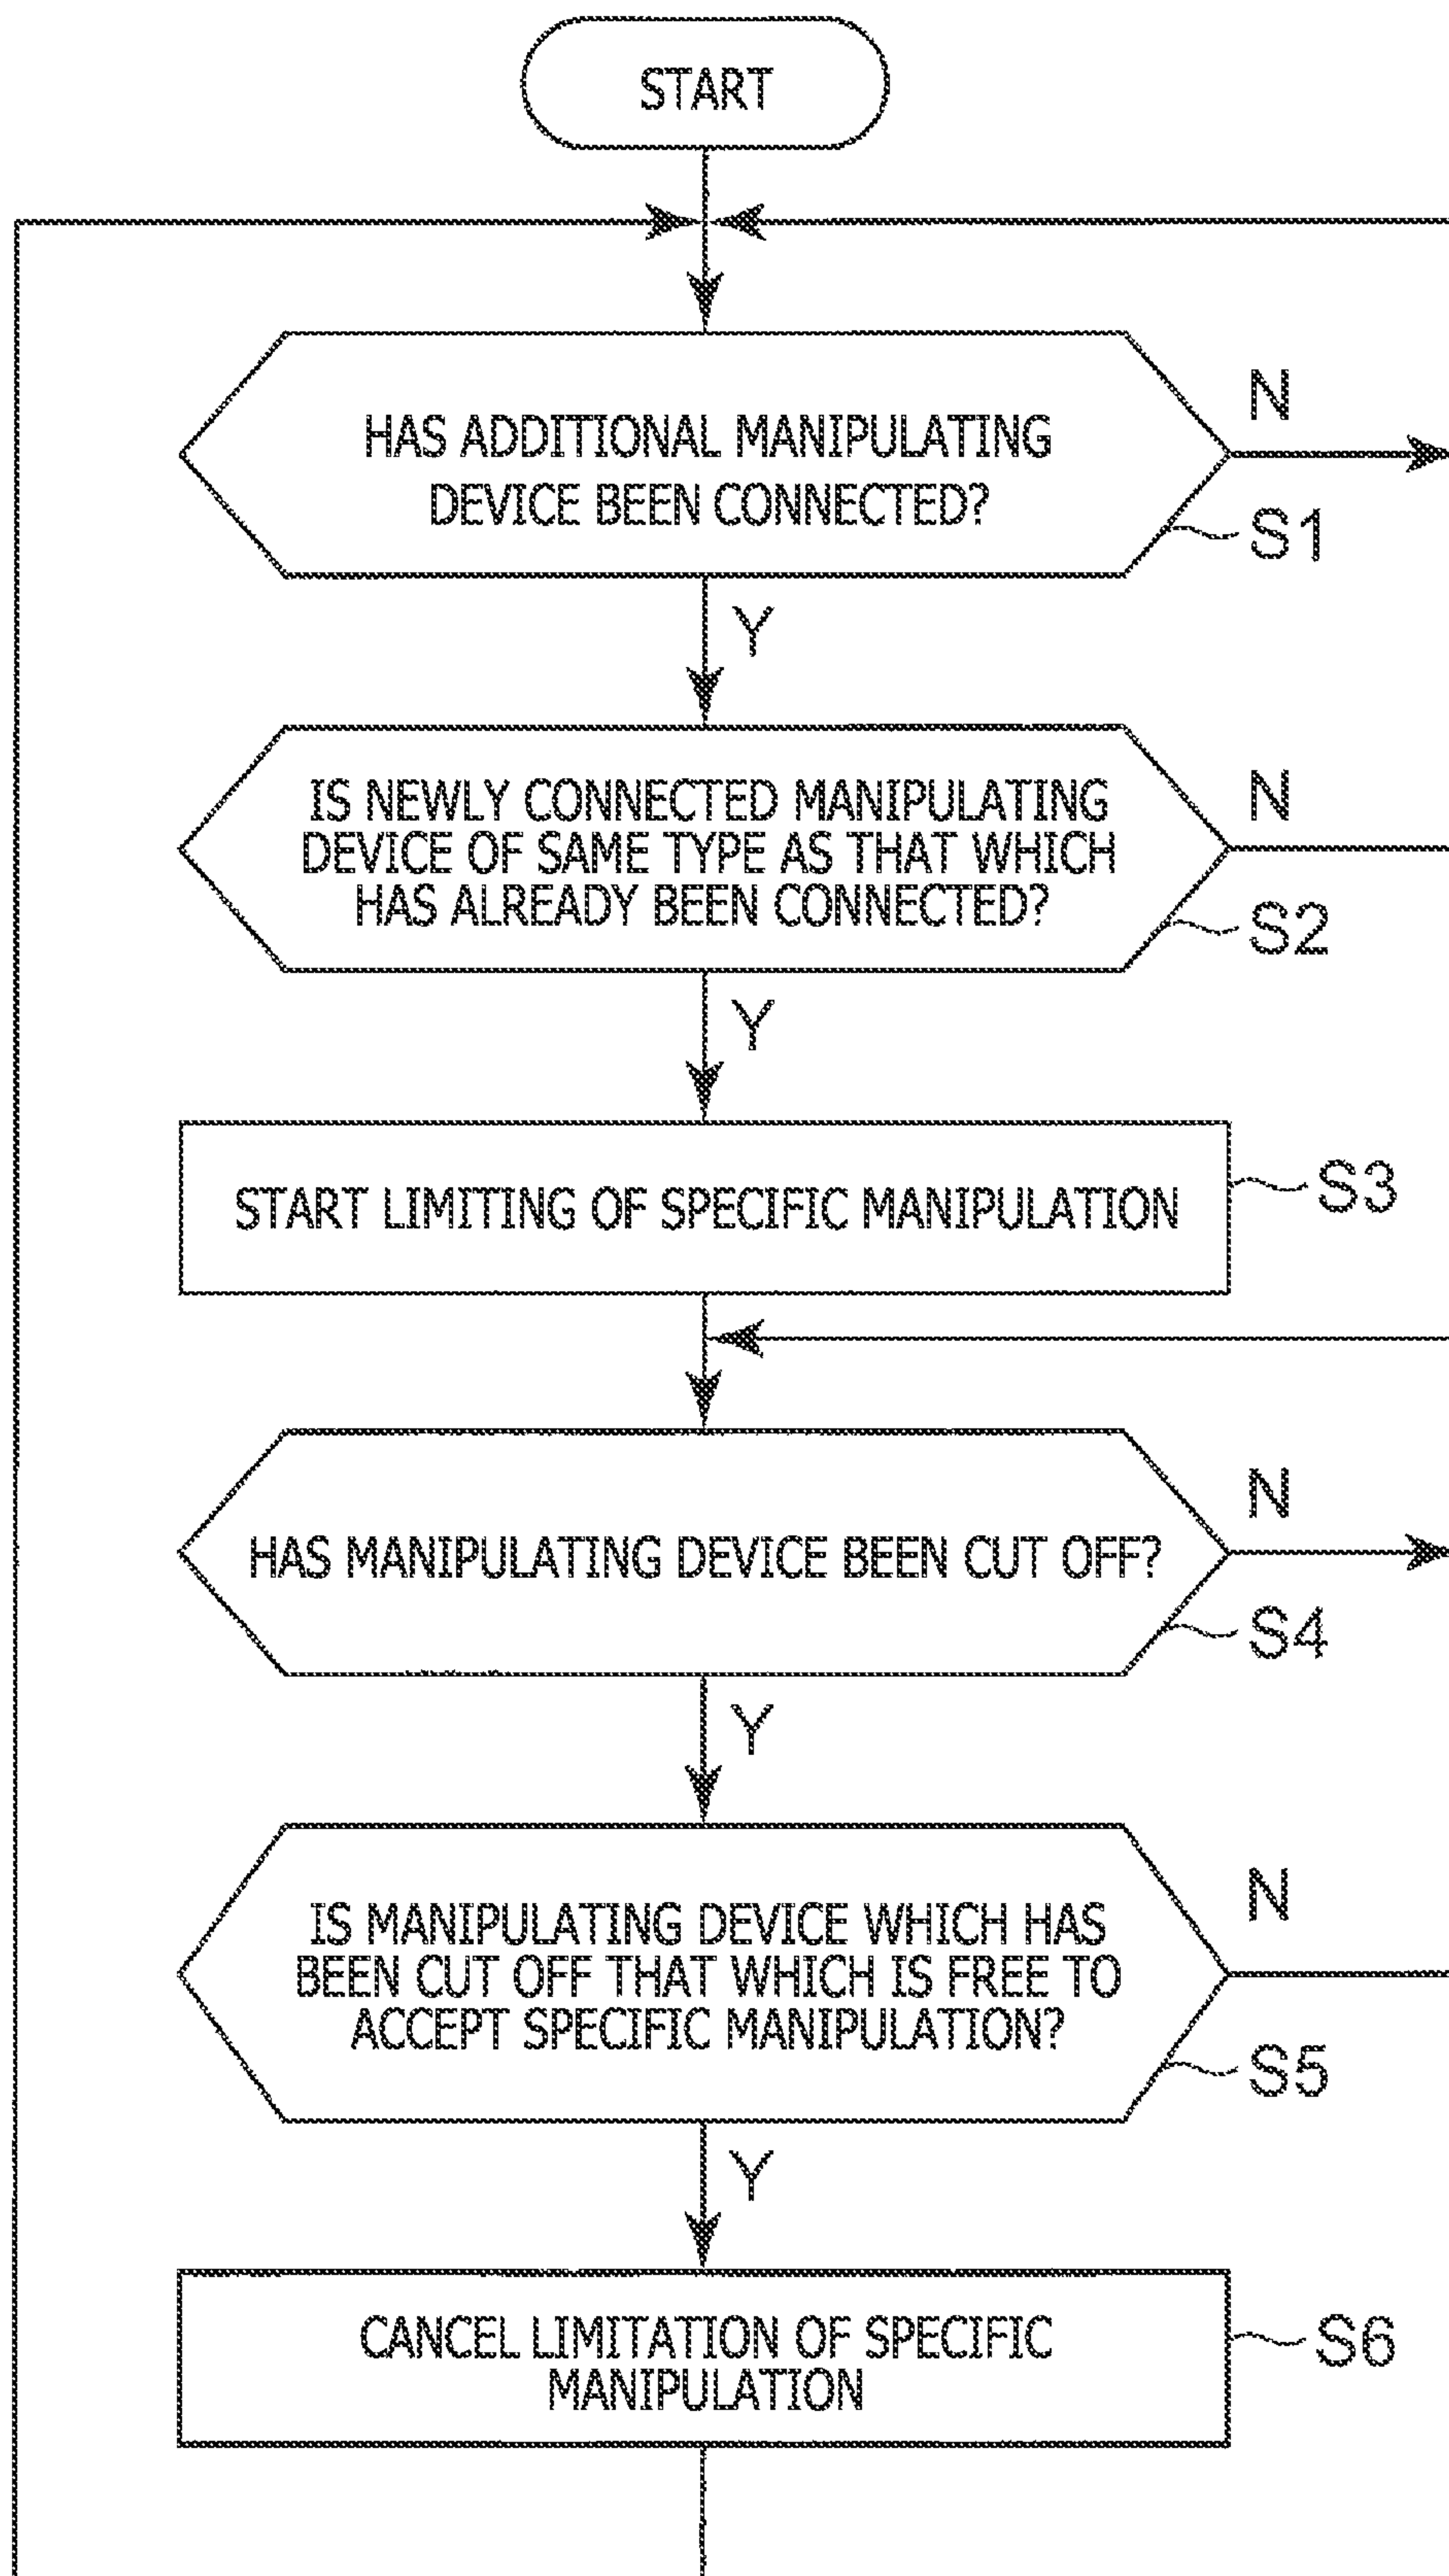 START
HAS ADDITIONAL MANIPULATING
DEVICE BEEN CONNECTED?
N
S1
Y
IS NEWLY CONNECTED MANIPULATING
DEVICE OF SAME TYPE AS THAT WHICH
HAS ALREADY BEEN CONNECTED?
N
S2
Y
START LIMITING OF SPECIFIC MANIPULATION
S3
HAS MANIPULATING DEVICE BEEN CUT OFF?
N
S4
Y
IS MANIPULATING DEVICE WHICH HAS
BEEN CUT OFF THAT WHICH IS FREE TO
ACCEPT SPECIFIC MANIPULATION?
N
S5
Y
CANCEL LIMITATION OF SPECIFIC
MANIPULATION
S6